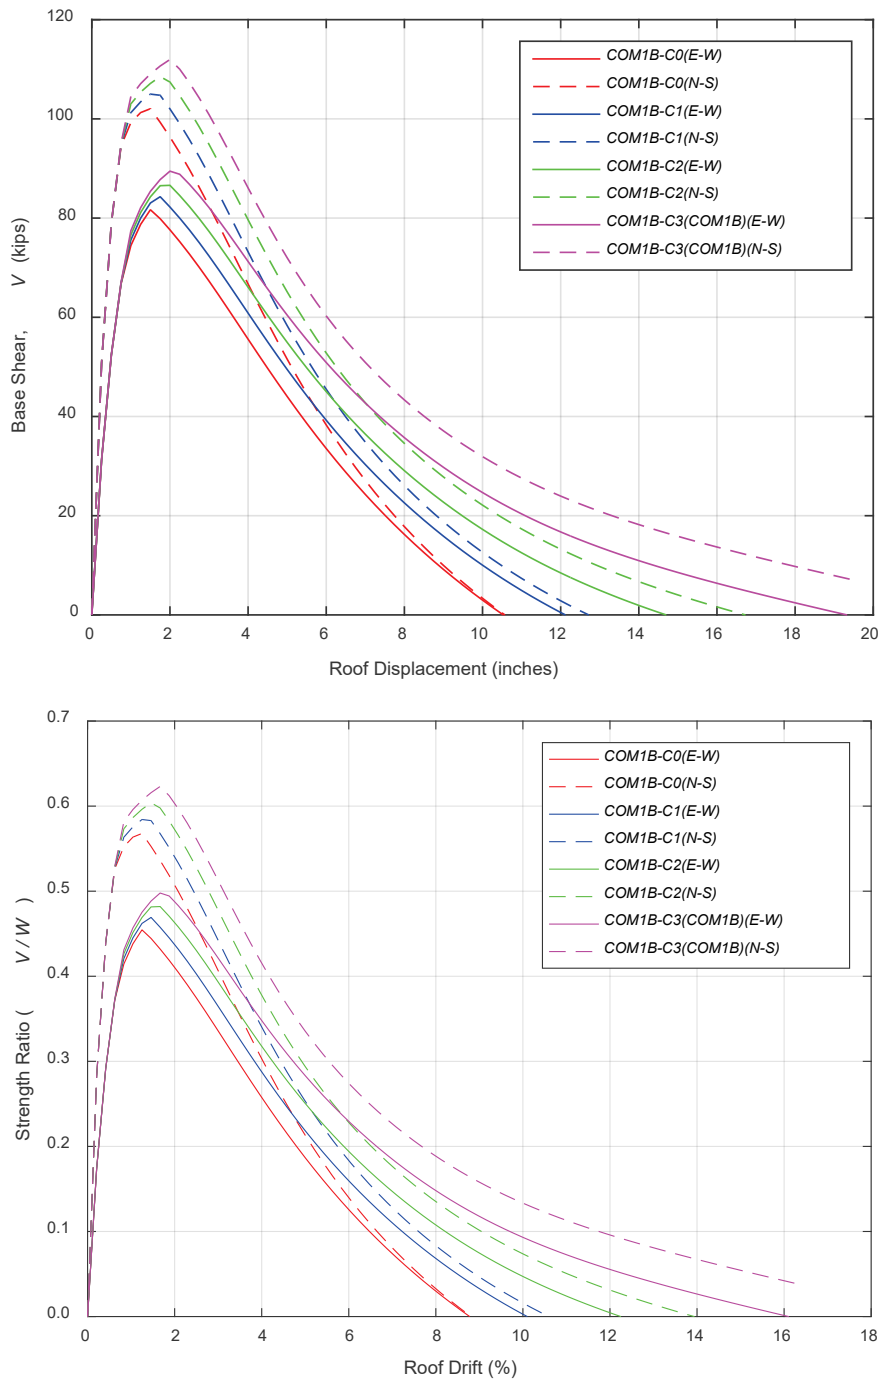 120
100
80
60
40
20
0
Base Shear, V (kips)
COM1B-C0(E-W)
COM1B-C0(N-S)
COM1B-C1(E-W)
COM1B-C1(N-S)
COM1B-C2(E-W)
COM1B-C2(N-S)
COM1B-C3(COM1B)(E-W)
COM1B-C3(COM1B)(N-S)
0 2 4 6 8 10 12 14 16 18 20
Roof Displacement (inches)
0.7
0.6
0.5
0.4
0.3
0.2
0.1
0.0
Strength Ratio ( V / W )
COM1B-C0(E-W)
COM1B-C0(N-S)
COM1B-C1(E-W)
COM1B-C1(N-S)
COM1B-C2(E-W)
COM1B-C2(N-S)
COM1B-C3(COM1B)(E-W)
COM1B-C3(COM1B)(N-S)
0 2 4 6 8 10 12 14 16 18
Roof Drift (%)